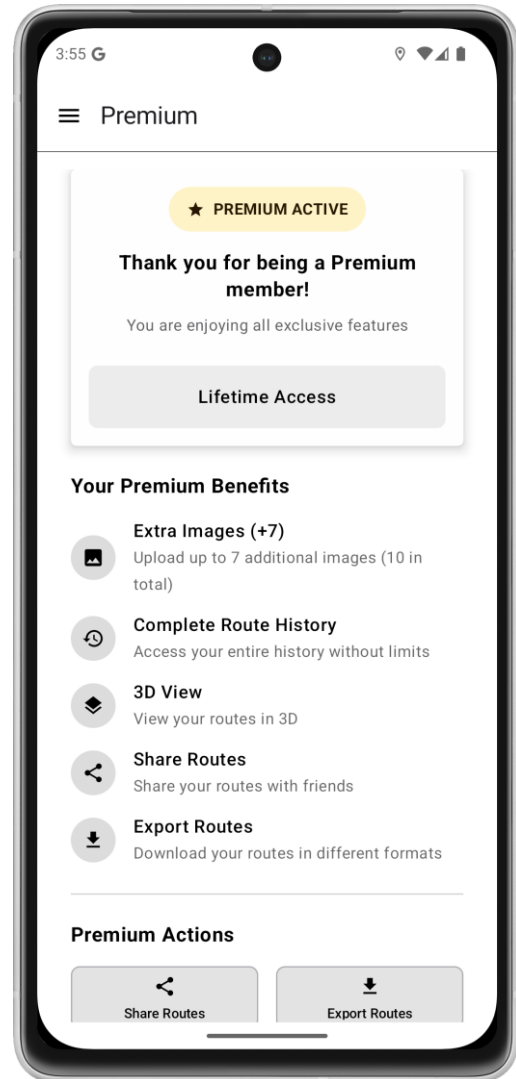 3:55 G
Premium
PREMIUM ACTIVE
Thank you for being a Premium
member!
You are enjoying all exclusive features
Lifetime Access
Your Premium Benefits
Extra Images (+7)
Upload up to 7 additional images (10 in
total)
Complete Route History
Access your entire history without limits
3D View
View your routes in 3D
Share Routes
Share your routes with friends
Export Routes
Download your routes in different formats
Premium Actions
Share Routes
Export Routes